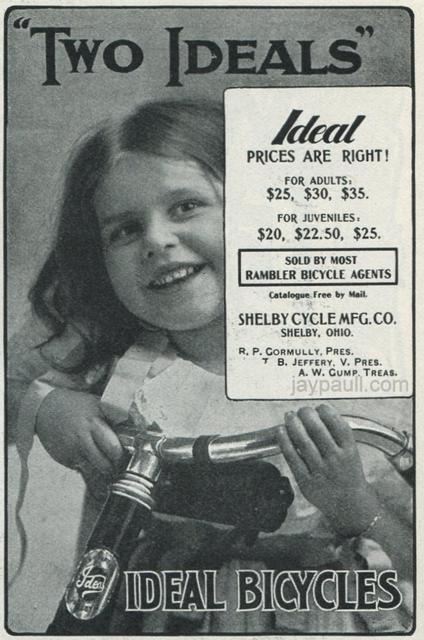 "TWO IDEALS"
Ideal
PRICES ARE RIGHT!
FOR ADULTS:
$25, $30, $35.
FOR JUVENILES:
$20, $22.50, $25.
SOLD BY MOST
RAMBLER BICYCLE AGENTS
Catalogue Free by Mail.
SHELBY CYCLE MFG. CO.
SHELBY, OHIO.
R. P. GORMULLY, PRES.
T B. JEFFERY, V. PRES.
A. W. GUMP, TREAS.
jaypaull.com
Ideal
IDEAL BICYCLES